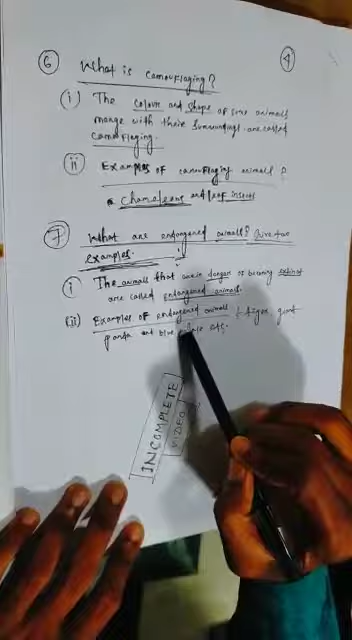 6 What is camouflaging? 4
(i) The colour and shape of some animals
marge with their surroundings are called
camouflaging.
(ii) Examples of camouflaging animals?
Chameleons and leaf insects
7 What are endangered animals? Give two
examples.
(i) The animals that are in danger of becoming extinct
are called endangered animals.
(ii) Examples of endangered animals : tiger giant
panda and blue whale etc.
INCOMPLETE
VIDEO